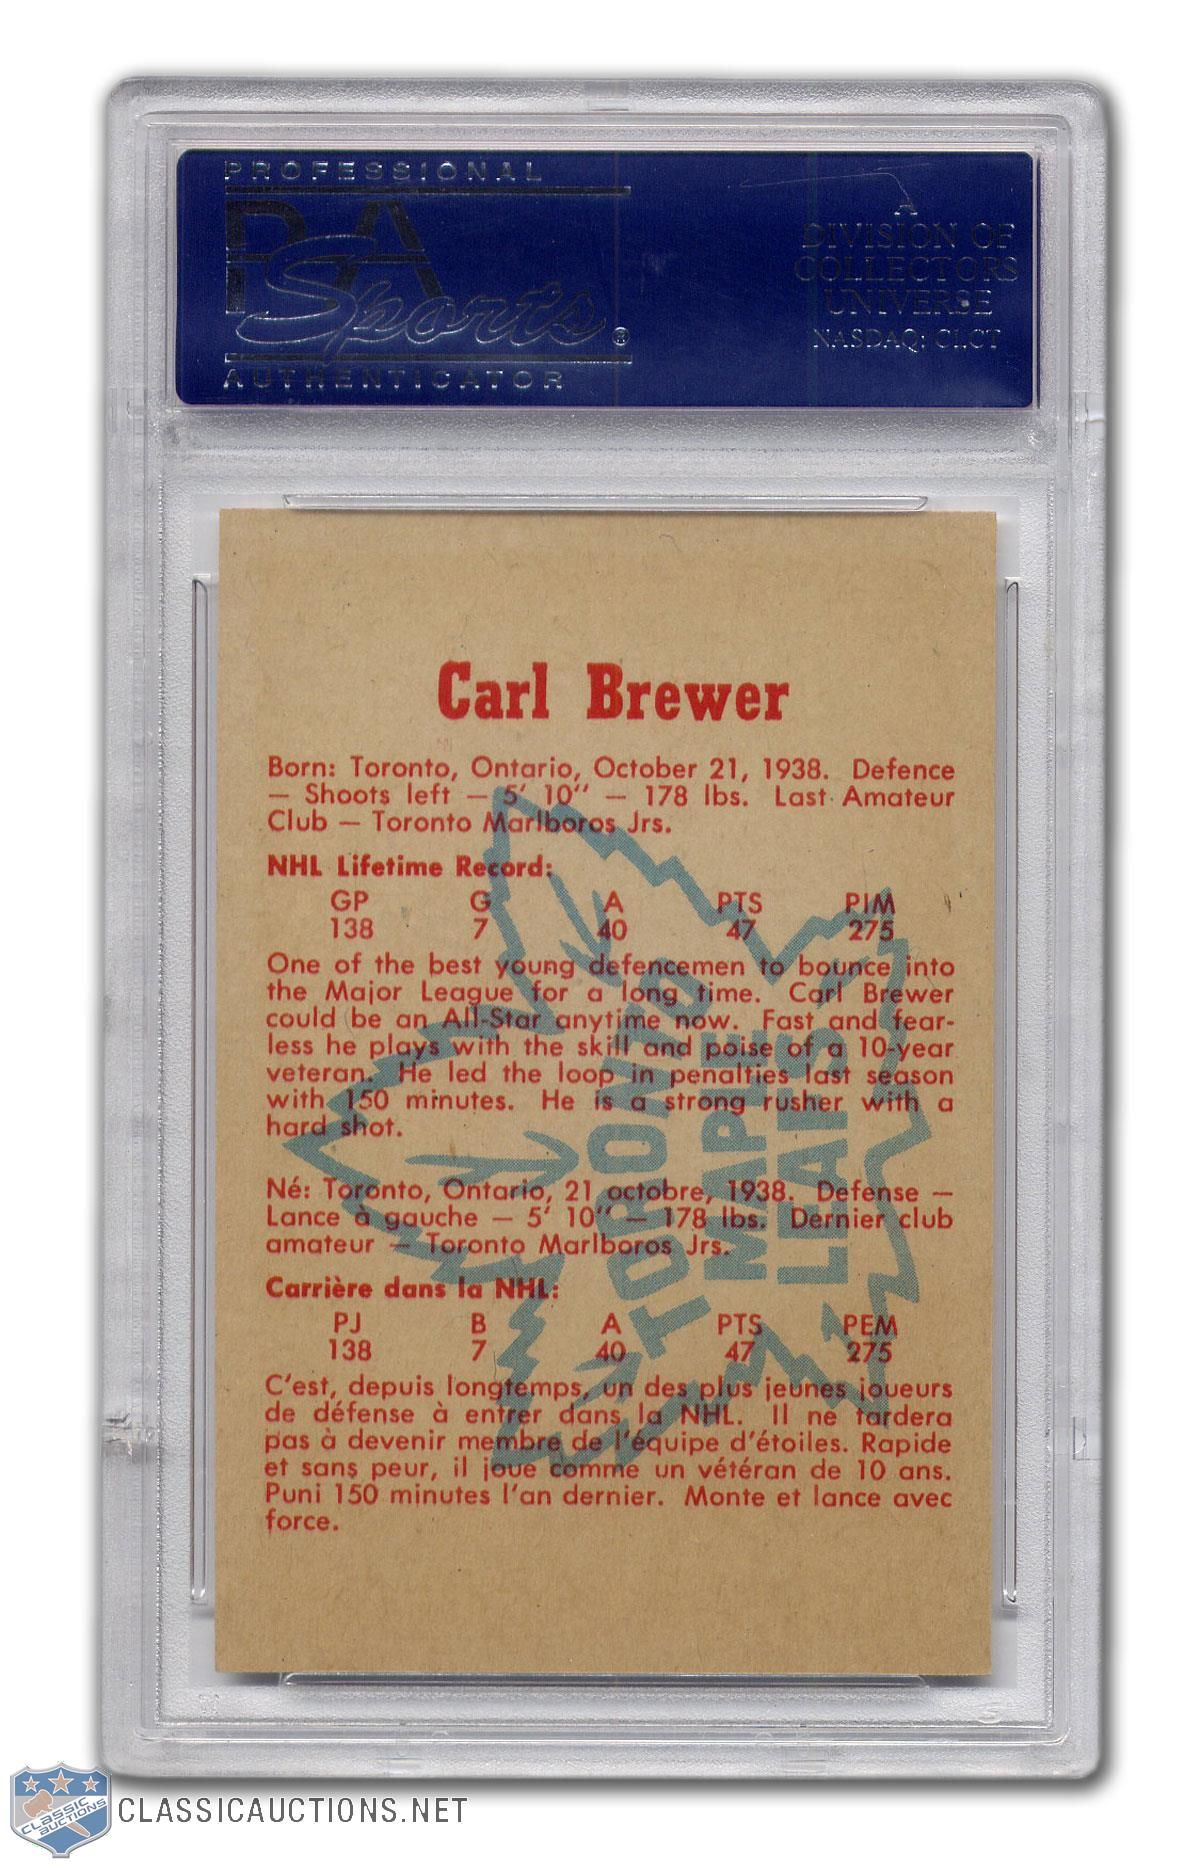 PROFESSIONAL
PSA
Sports®
AUTHENTICATOR
A
DIVISION OF
COLLECTORS
UNIVERSE
NASDAQ: CLCT
Carl Brewer
Born: Toronto, Ontario, October 21, 1938. Defence
— Shoots left — 5' 10" — 178 lbs. Last Amateur
Club — Toronto Marlboros Jrs.
NHL Lifetime Record:
GP G A PTS PIM
138 7 40 47 275
One of the best young defencemen to bounce into
the Major League for a long time. Carl Brewer
could be an All-Star anytime now. Fast and fear-
less he plays with the skill and poise of a 10-year
veteran. He led the loop in penalties last season
with 150 minutes. He is a strong rusher with a
hard shot.
Né: Toronto, Ontario, 21 octobre, 1938. Defense —
Lance à gauche — 5' 10" — 178 lbs. Dernier club
amateur — Toronto Marlboros Jrs.
Carrière dans la NHL:
PJ B A PTS PEM
138 7 40 47 275
C'est, depuis longtemps, un des plus jeunes joueurs
de défense à entrer dans la NHL. Il ne tardera
pas à devenir membre de l'équipe d'étoiles. Rapide
et sans peur, il joue comme un vétéran de 10 ans.
Puni 150 minutes l'an dernier. Monte et lance avec
force.
TORONTO
MAPLE
LEAFS
CLASSIC
AUCTIONS
CLASSICAUCTIONS.NET